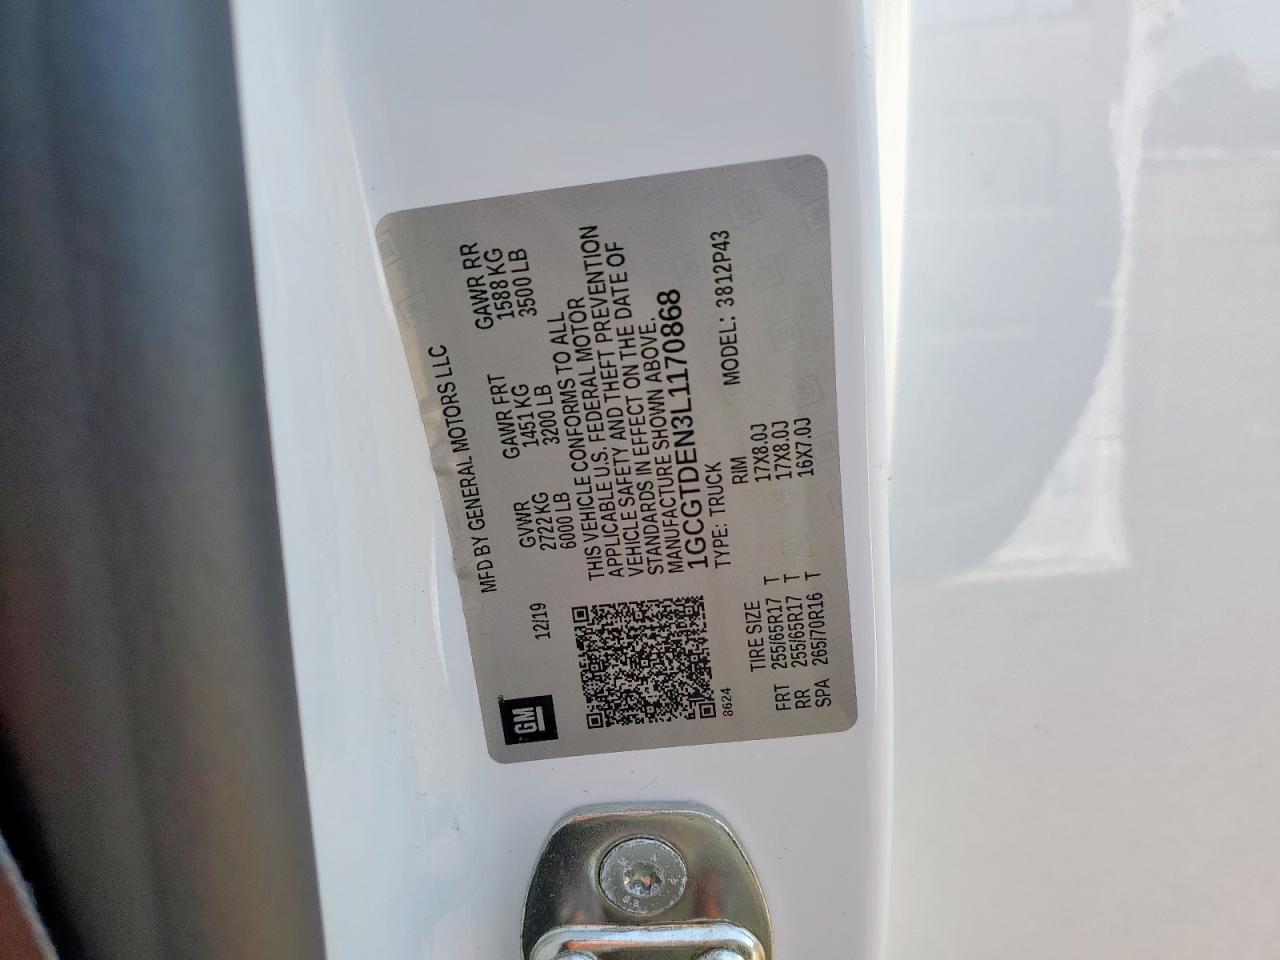 GM
12/19
MFD BY GENERAL MOTORS LLC
GVWR GAWR FRT GAWR RR
2722 KG 1451 KG 1588 KG
6000 LB 3200 LB 3500 LB
THIS VEHICLE CONFORMS TO ALL
APPLICABLE U.S. FEDERAL MOTOR
VEHICLE SAFETY AND THEFT PREVENTION
STANDARDS IN EFFECT ON THE DATE OF
MANUFACTURE SHOWN ABOVE.
1GCGTDEN3L1170868
8624
TYPE: TRUCK MODEL: 3812P43
TIRE SIZE RIM
FRT 255/65R17 T 17X8.0J
RR 255/65R17 T 17X8.0J
SPA 265/70R16 T 16X7.0J